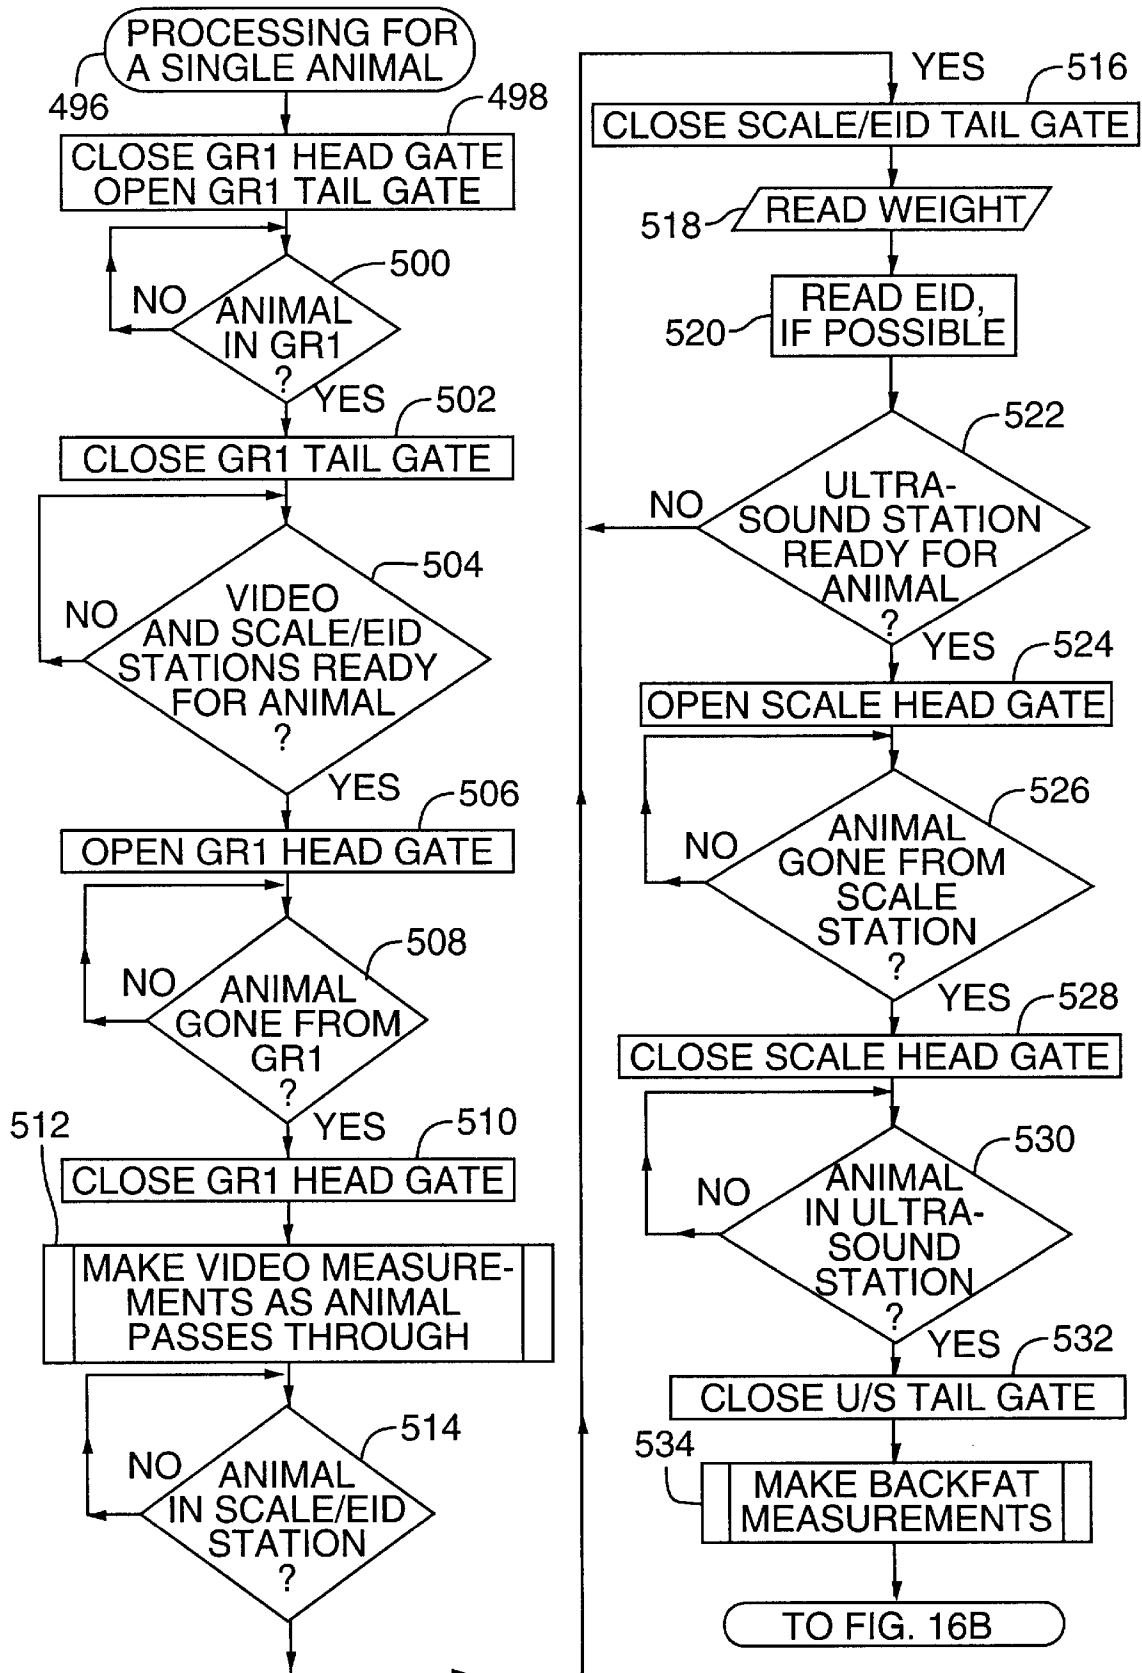 PROCESSING FOR
A SINGLE ANIMAL
496
498
CLOSE GR1 HEAD GATE
OPEN GR1 TAIL GATE
500
NO
ANIMAL
IN GR1
?
YES
502
CLOSE GR1 TAIL GATE
504
NO
VIDEO
AND SCALE/EID
STATIONS READY
FOR ANIMAL
?
YES
506
OPEN GR1 HEAD GATE
508
NO
ANIMAL
GONE FROM
GR1
?
YES
510
512
CLOSE GR1 HEAD GATE
MAKE VIDEO MEASURE-
MENTS AS ANIMAL
PASSES THROUGH
514
NO
ANIMAL
IN SCALE/EID
STATION
?
YES
516
CLOSE SCALE/EID TAIL GATE
518
READ WEIGHT
520
READ EID,
IF POSSIBLE
522
NO
ULTRA-
SOUND STATION
READY FOR
ANIMAL
?
YES
524
OPEN SCALE HEAD GATE
526
NO
ANIMAL
GONE FROM
SCALE
STATION
?
YES
528
CLOSE SCALE HEAD GATE
530
NO
ANIMAL
IN ULTRA-
SOUND
STATION
?
YES
532
CLOSE U/S TAIL GATE
534
MAKE BACKFAT
MEASUREMENTS
TO FIG. 16B